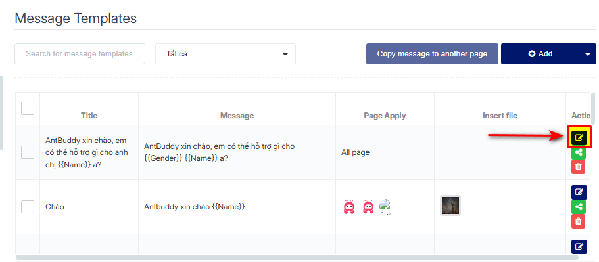 Message Templates
Search for message templates
Tất cả
Copy message to another page
Add
Title
Message
Page Apply
Insert file
Actio
AntBuddy xin chào, em
có thể hỗ trợ gì cho anh
chị {{Name}} ạ?
AntBuddy xin chào, em có thể hỗ trợ gì cho
{{Gender}} {{Name}} ạ?
All page
Chào
Antbuddy xin chào {{Name}}